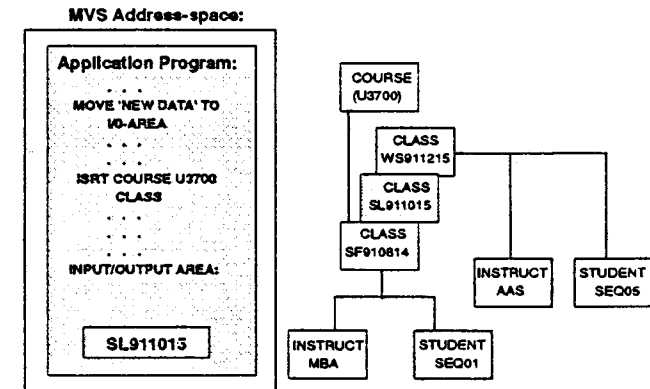 MVS Address-space:
Application Program:
. . .
MOVE 'NEW DATA' TO
I/O-AREA
. . .
. . .
ISRT COURSE U3700
CLASS
. . .
. . .
. . .
INPUT/OUTPUT AREA:
SL911015
COURSE
(U3700)
CLASS
WS911215
CLASS
SL911015
CLASS
SF910814
INSTRUCT
MBA
STUDENT
SEQ01
INSTRUCT
AAS
STUDENT
SEQ05